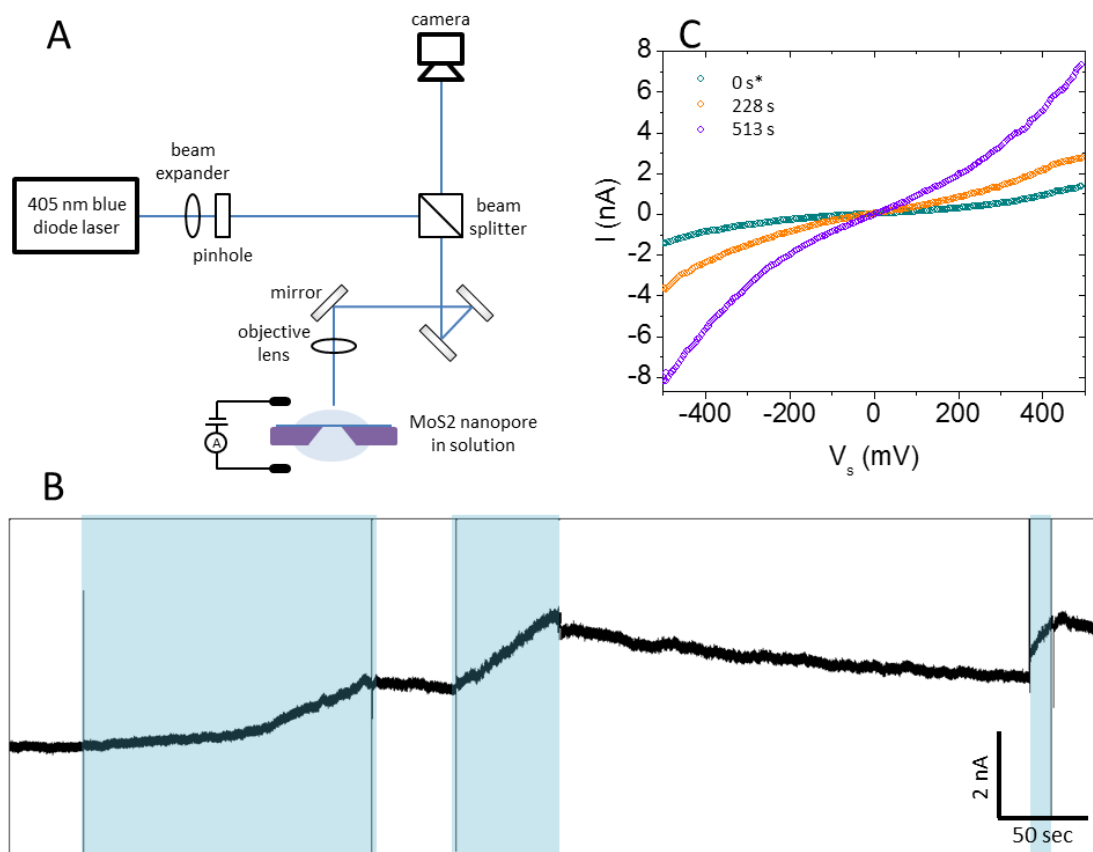 A
camera
beam
expander
405 nm blue
diode laser
pinhole
beam
splitter
mirror
objective
lens
A
MoS2 nanopore
in solution
C
8
6
4
2
0
-2
-4
-6
-8
I (nA)
0 s*
228 s
513 s
-400
-200
0
200
400
Vs (mV)
B
2 nA
50 sec